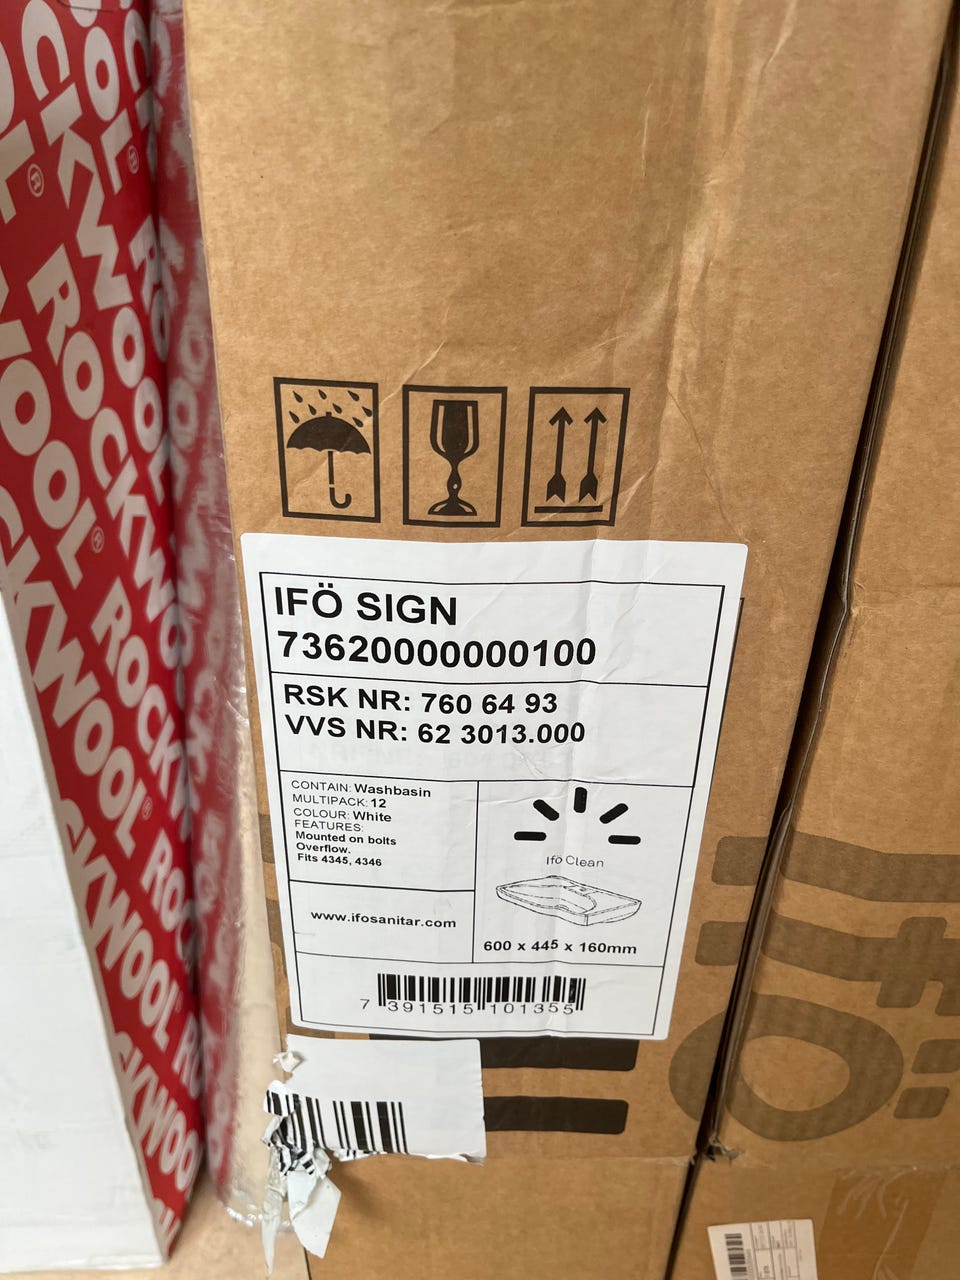 IFÖ SIGN
73620000000100
RSK NR: 760 64 93
VVS NR: 62 3013.000
CONTAIN: Washbasin
MULTIPACK: 12
COLOUR: White
FEATURES:
Mounted on bolts
Overflow.
Fits 4345, 4346
www.ifosanitar.com
Ifö Clean
600 x 445 x 160mm
7 391515 101355
ROCKWOOL®
ROCKWOOL®
ROCKWOOL
Ifö